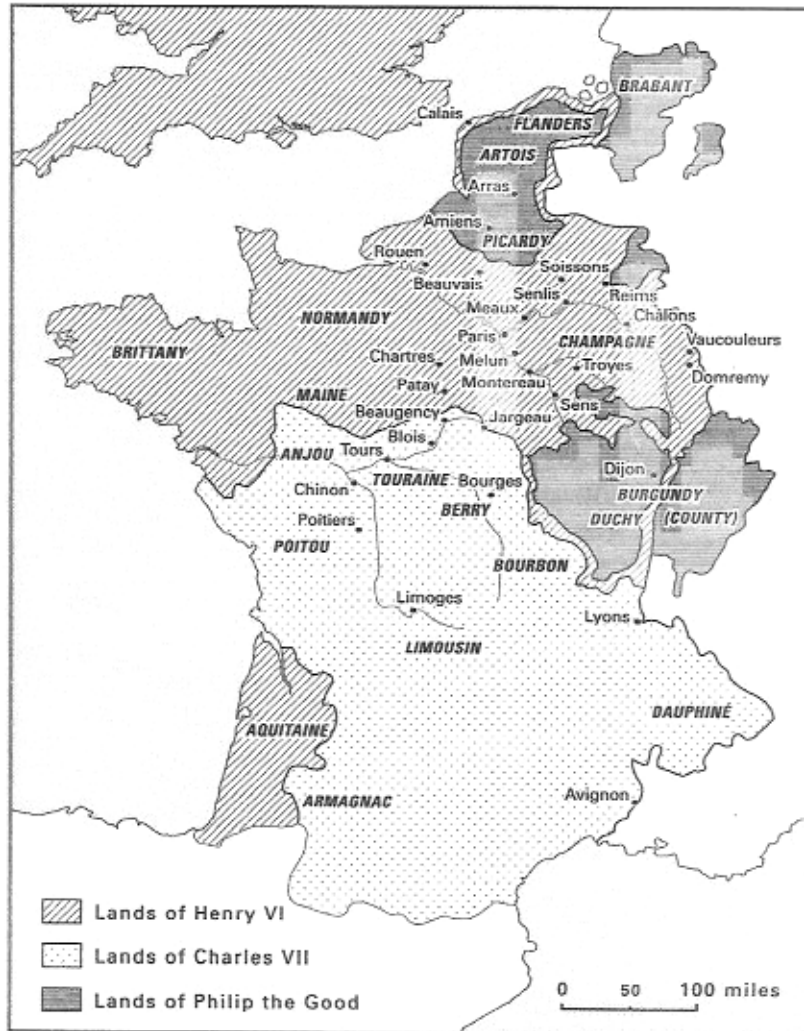 BRABANT
Calais
FLANDERS
ARTOIS
Arras
Amiens
PICARDY
Rouen
Soissons
Beauvais
Senlis
Reims
NORMANDY
Meaux
Châlons
Paris
CHAMPAGNE
BRITTANY
Vaucouleurs
Chartres
Melun
Troyes
Domremy
Patay
Montereau
MAINE
Sens
Beaugency
Jargeau
Blois
ANJOU
Tours
Dijon
TOURAINE
Bourges
Chinon
BURGUNDY
BERRY
DUCHY
(COUNTY)
Poitiers
POITOU
BOURBON
Limoges
Lyons
LIMOUSIN
DAUPHINÉ
AQUITAINE
Avignon
ARMAGNAC
Lands of Henry VI
Lands of Charles VII
Lands of Philip the Good
0 50 100 miles